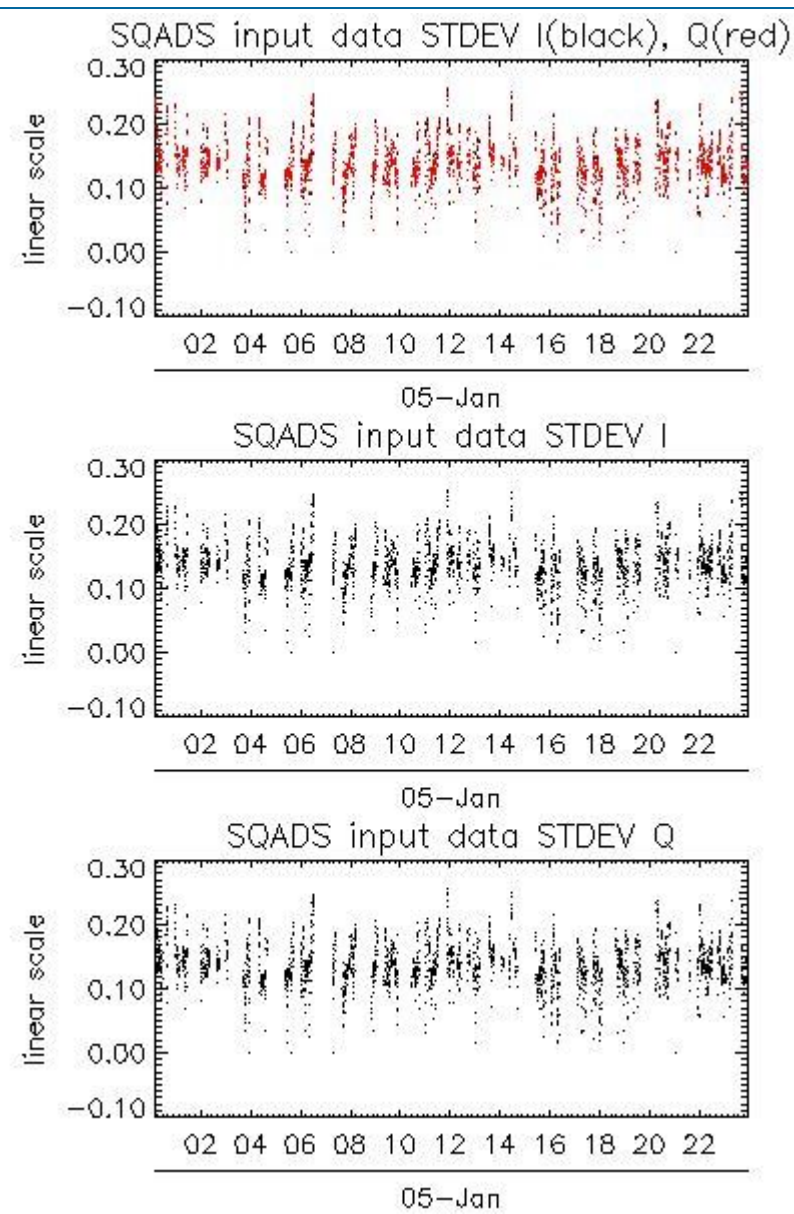 SQADS input data STDEV I(black), Q(red)
0.30
0.20
0.10
0.00
-0.10
linear scale
02 04 06 08 10 12 14 16 18 20 22
05-Jan
SQADS input data STDEV I
0.30
0.20
0.10
0.00
-0.10
linear scale
02 04 06 08 10 12 14 16 18 20 22
05-Jan
SQADS input data STDEV Q
0.30
0.20
0.10
0.00
-0.10
linear scale
02 04 06 08 10 12 14 16 18 20 22
05-Jan